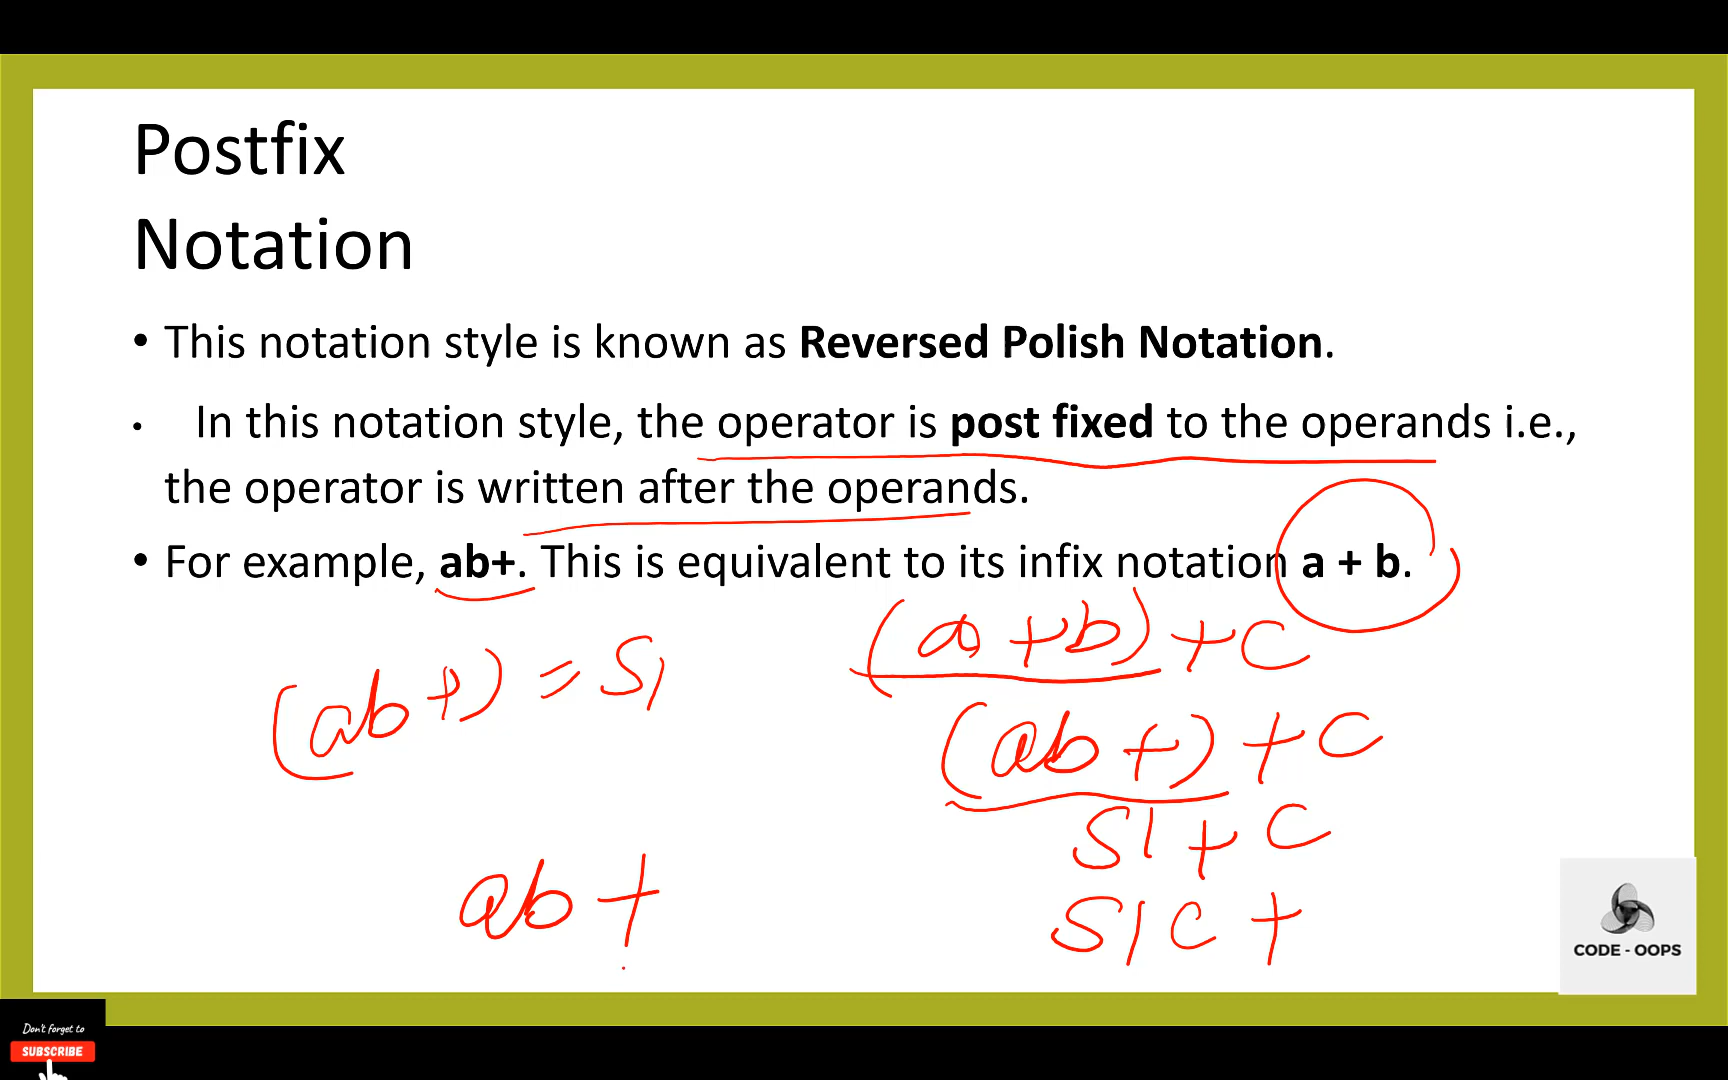 Postfix
Notation
• This notation style is known as Reversed Polish Notation.
• In this notation style, the operator is post fixed to the operands i.e.,
the operator is written after the operands.
• For example, ab+. This is equivalent to its infix notation a + b.
(a + b) + c
(ab +) = S1
(ab +) + c
S1 + c
ab +
S1 c +
CODE - OOPS
Don't forget to
SUBSCRIBE